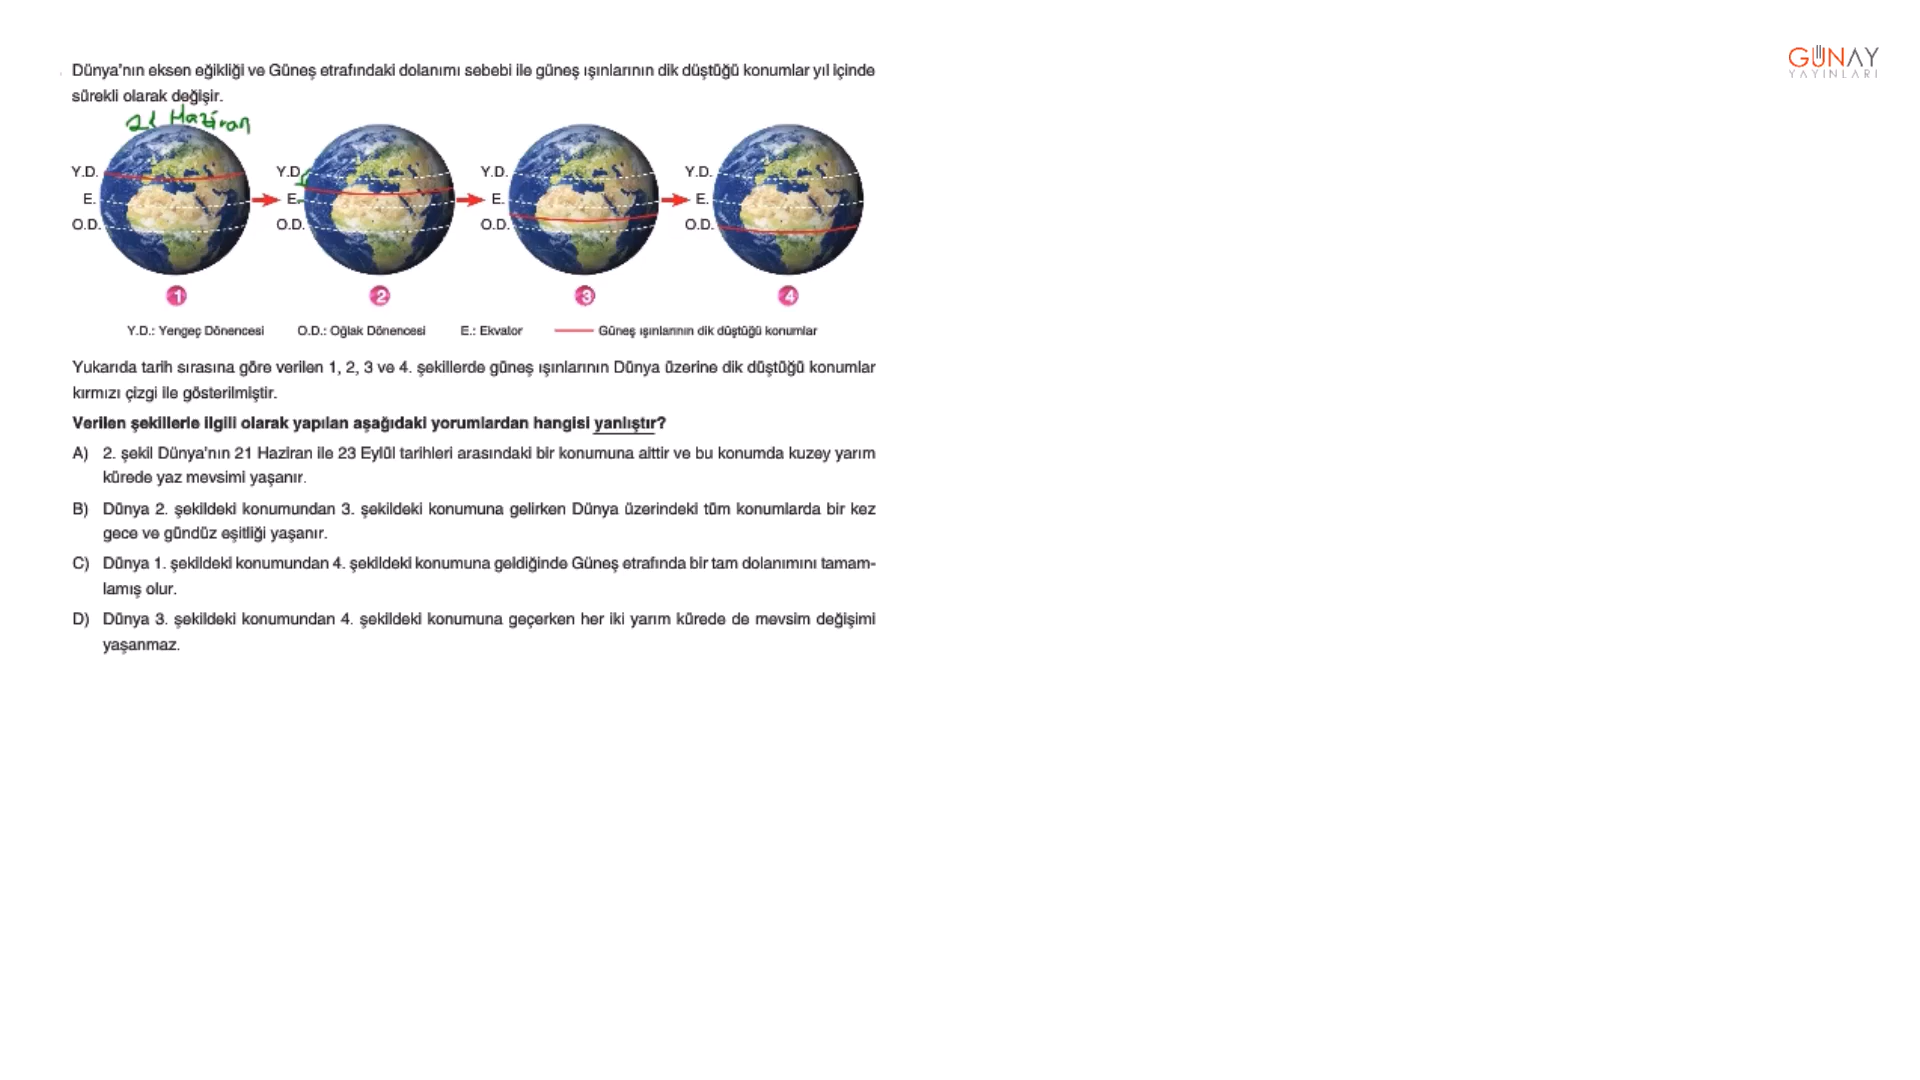 GÜNAY
YAYINLARI
Dünya'nın eksen eğikliği ve Güneş etrafındaki dolanımı sebebi ile güneş ışınlarının dik düştüğü konumlar yıl içinde
sürekli olarak değişir.
21 Haziran
Y.D. Y.D. Y.D. Y.D.
E. E. E. E.
O.D. O.D. O.D. O.D.
1 2 3 4
Y.D.: Yengeç Dönencesi O.D.: Oğlak Dönencesi E.: Ekvator Güneş ışınlarının dik düştüğü konumlar
Yukarıda tarih sırasına göre verilen 1, 2, 3 ve 4. şekillerde güneş ışınlarının Dünya üzerine dik düştüğü konumlar
kırmızı çizgi ile gösterilmiştir.
Verilen şekillerle ilgili olarak yapılan aşağıdaki yorumlardan hangisi yanlıştır?
A) 2. şekil Dünya'nın 21 Haziran ile 23 Eylül tarihleri arasındaki bir konumuna aittir ve bu konumda kuzey yarım
kürede yaz mevsimi yaşanır.
B) Dünya 2. şekildeki konumundan 3. şekildeki konumuna gelirken Dünya üzerindeki tüm konumlarda bir kez
gece ve gündüz eşitliği yaşanır.
C) Dünya 1. şekildeki konumundan 4. şekildeki konumuna geldiğinde Güneş etrafında bir tam dolanımını tamam-
lamış olur.
D) Dünya 3. şekildeki konumundan 4. şekildeki konumuna geçerken her iki yarım kürede de mevsim değişimi
yaşanmaz.